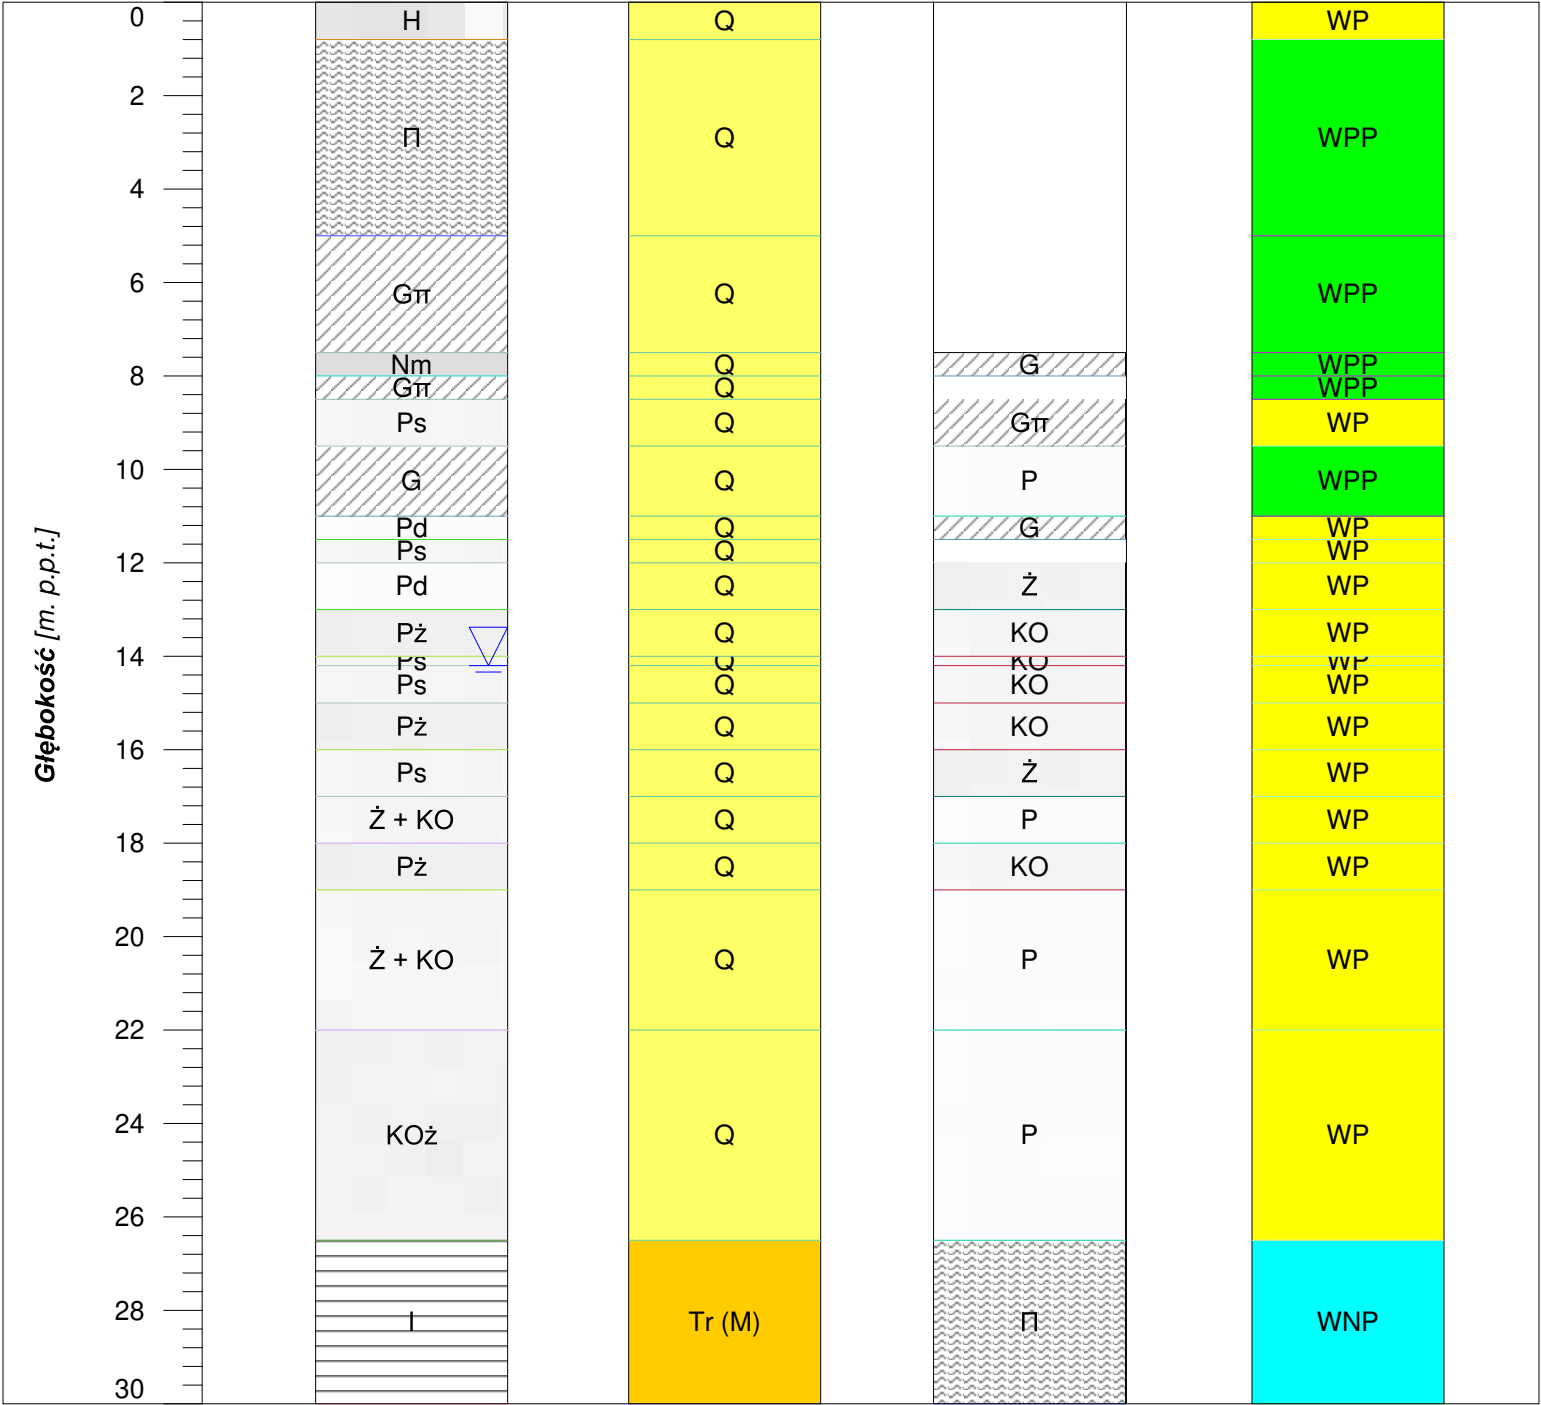 0
H
Q
WP
2
П
Q
WPP
4
6
Gπ
Q
WPP
Nm
Q
G
WPP
8
Gπ
Q
WPP
Ps
Q
Gπ
WP
10
G
Q
P
WPP
Pd
Q
G
WP
Ps
Q
WP
12
Pd
Q
Ż
WP
Pż
Q
KO
WP
14
Ps
Q
KO
WP
Ps
Q
KO
WP
Pż
Q
KO
WP
16
Ps
Q
Ż
WP
Ż + KO
Q
P
WP
18
Pż
Q
KO
WP
20
Ż + KO
Q
P
WP
22
24
KOż
Q
P
WP
26
28
I
Tr (M)
П
WNP
30
Głębokość [m. p.p.t.]